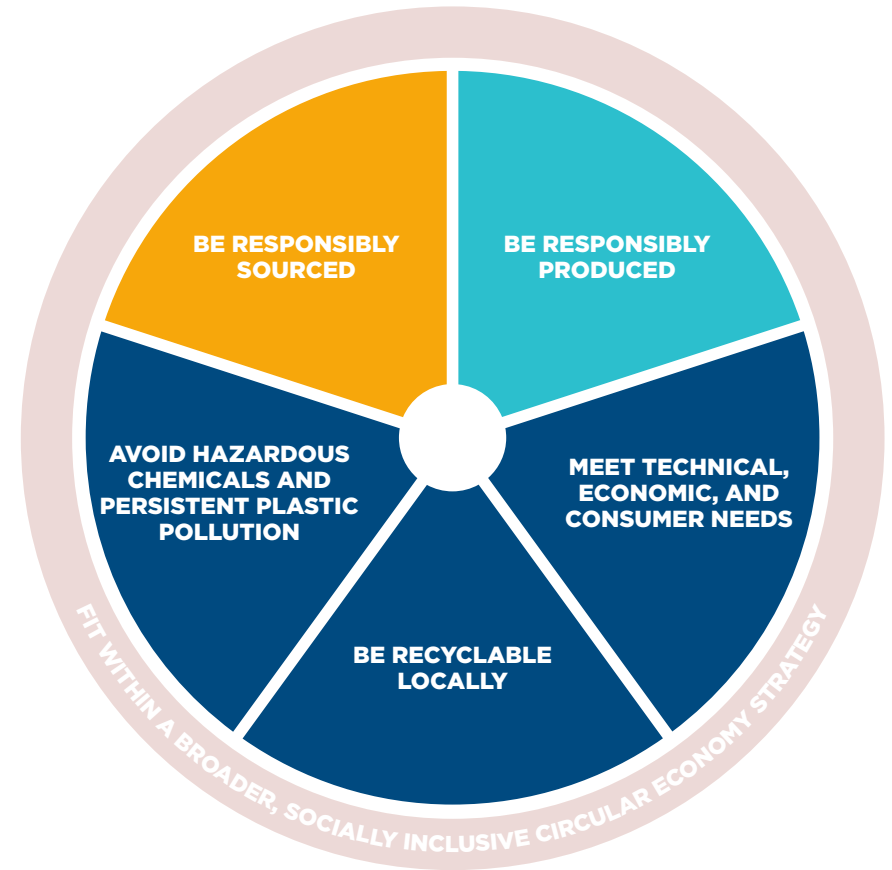 BE RESPONSIBLY
SOURCED
BE RESPONSIBLY
PRODUCED
AVOID HAZARDOUS
CHEMICALS AND
PERSISTENT PLASTIC
POLLUTION
MEET TECHNICAL,
ECONOMIC, AND
CONSUMER NEEDS
BE RECYCLABLE
LOCALLY
FIT WITHIN A BROADER, SOCIALLY INCLUSIVE CIRCULAR ECONOMY STRATEGY